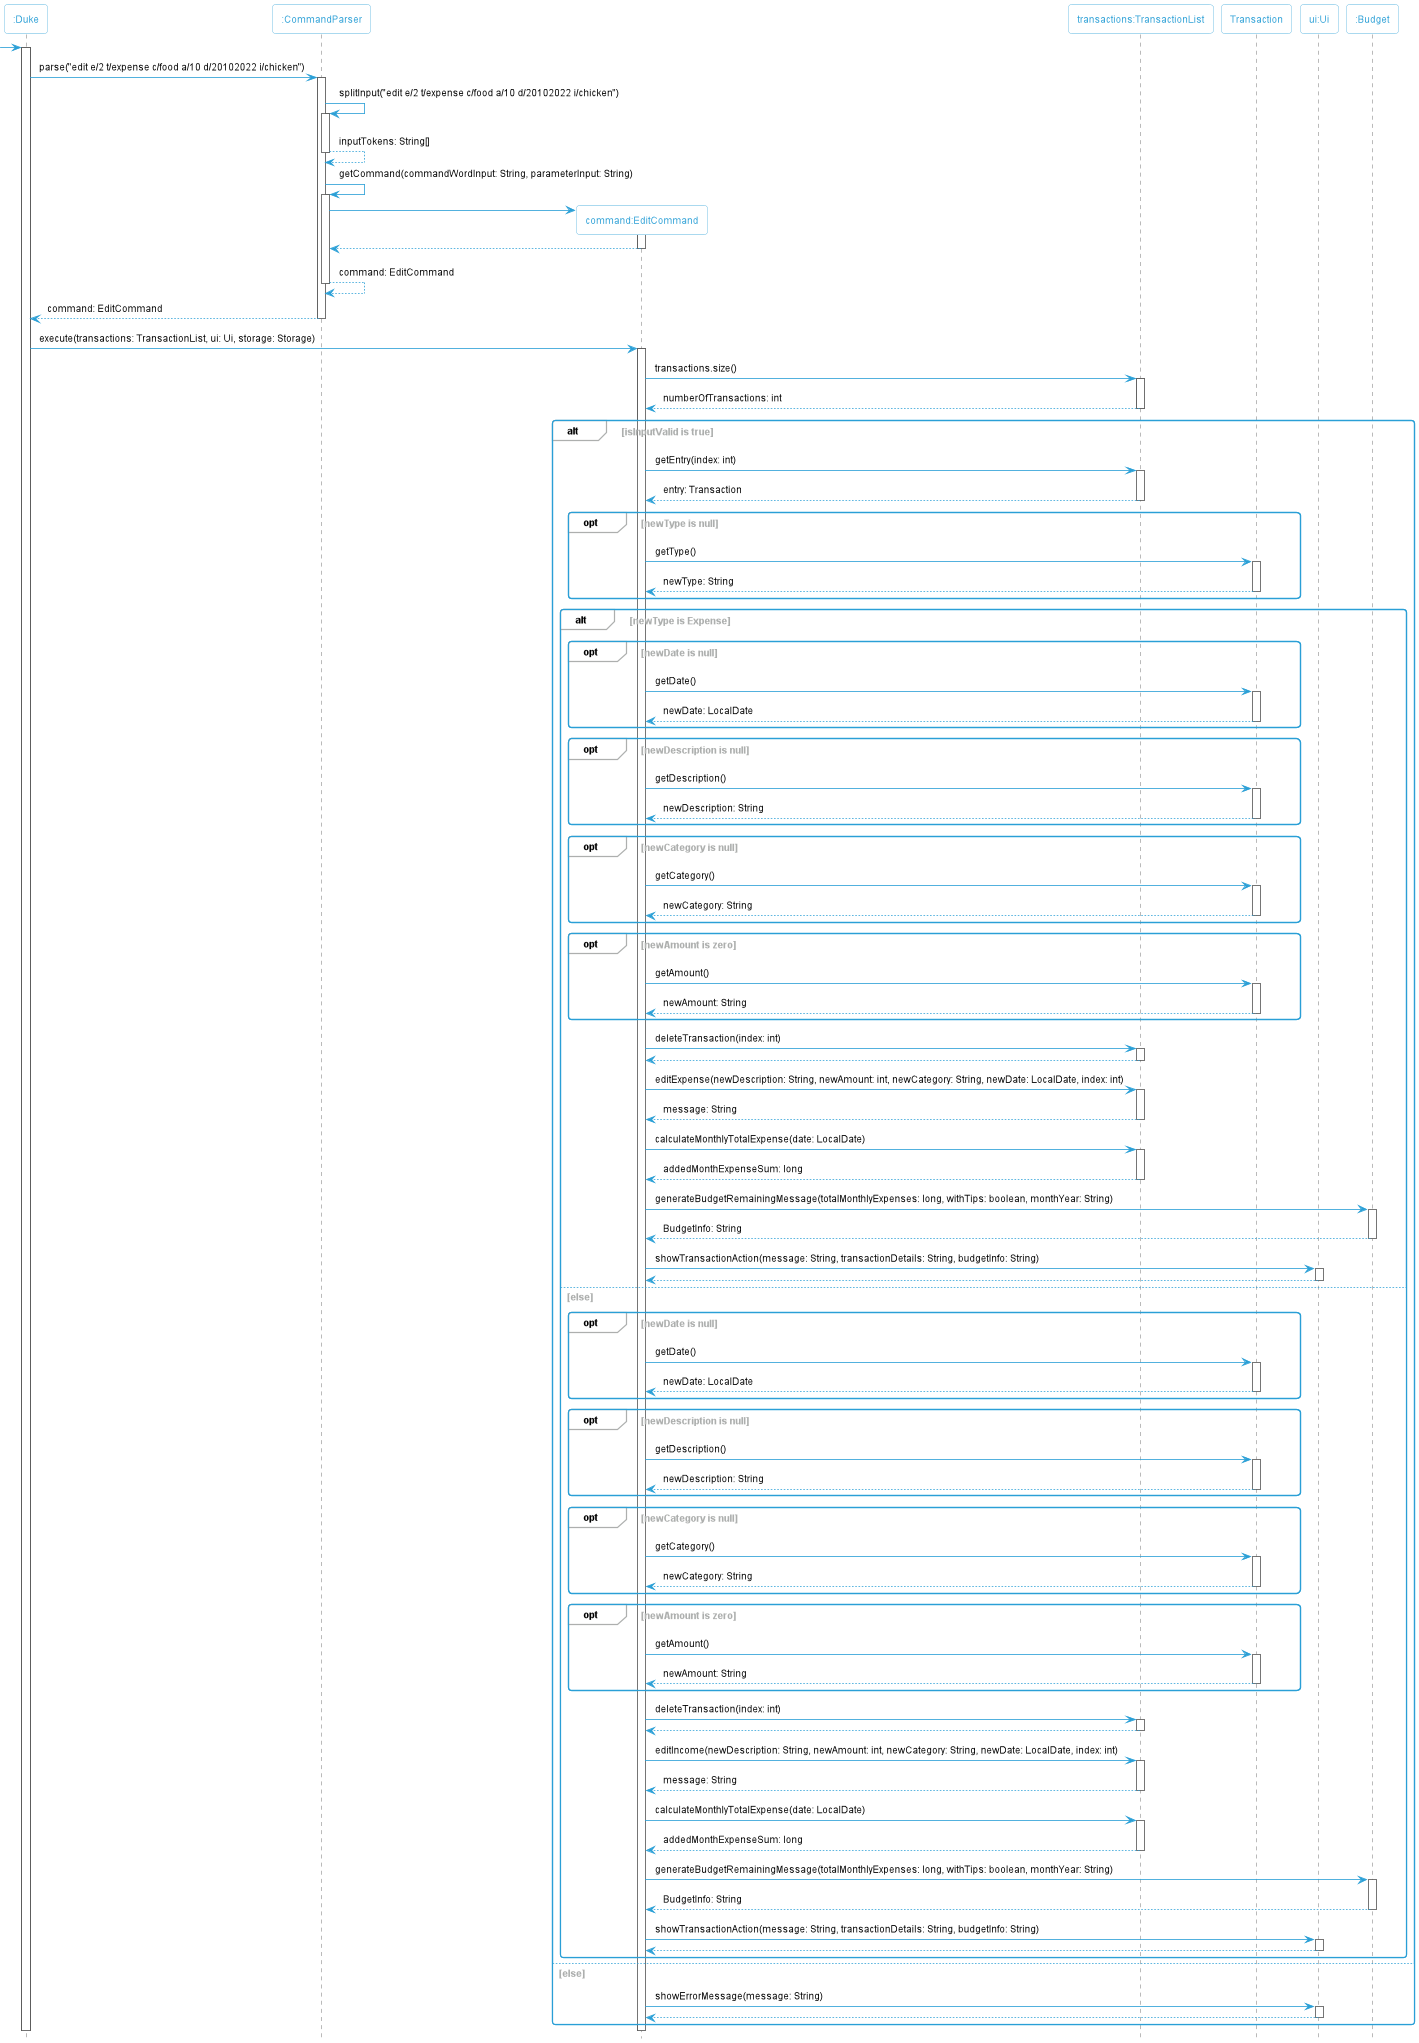 :Duke
:CommandParser
transactions:TransactionList
Transaction
ui:Ui
:Budget
parse("edit e/2 t/expense c/food a/10 d/20102022 i/chicken")
splitInput("edit e/2 t/expense c/food a/10 d/20102022 i/chicken")
inputTokens: String[]
getCommand(commandWordInput: String, parameterInput: String)
command:EditCommand
command: EditCommand
command: EditCommand
execute(transactions: TransactionList, ui: Ui, storage: Storage)
transactions.size()
numberOfTransactions: int
alt [isInputValid is true]
getEntry(index: int)
entry: Transaction
opt [newType is null]
getType()
newType: String
alt [newType is Expense]
opt [newDate is null]
getDate()
newDate: LocalDate
opt [newDescription is null]
getDescription()
newDescription: String
opt [newCategory is null]
getCategory()
newCategory: String
opt [newAmount is zero]
getAmount()
newAmount: String
deleteTransaction(index: int)
editExpense(newDescription: String, newAmount: int, newCategory: String, newDate: LocalDate, index: int)
message: String
calculateMonthlyTotalExpense(date: LocalDate)
addedMonthExpenseSum: long
generateBudgetRemainingMessage(totalMonthlyExpenses: long, withTips: boolean, monthYear: String)
BudgetInfo: String
showTransactionAction(message: String, transactionDetails: String, budgetInfo: String)
[else]
opt [newDate is null]
getDate()
newDate: LocalDate
opt [newDescription is null]
getDescription()
newDescription: String
opt [newCategory is null]
getCategory()
newCategory: String
opt [newAmount is zero]
getAmount()
newAmount: String
deleteTransaction(index: int)
editIncome(newDescription: String, newAmount: int, newCategory: String, newDate: LocalDate, index: int)
message: String
calculateMonthlyTotalExpense(date: LocalDate)
addedMonthExpenseSum: long
generateBudgetRemainingMessage(totalMonthlyExpenses: long, withTips: boolean, monthYear: String)
BudgetInfo: String
showTransactionAction(message: String, transactionDetails: String, budgetInfo: String)
[else]
showErrorMessage(message: String)